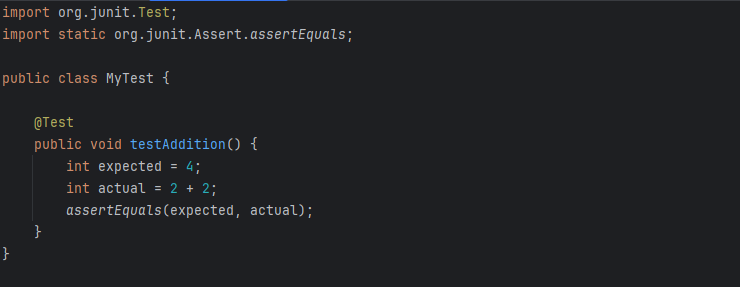 import org.junit.Test;
import static org.junit.Assert.assertEquals;
public class MyTest {
@Test
public void testAddition() {
int expected = 4;
int actual = 2 + 2;
assertEquals(expected, actual);
}
}